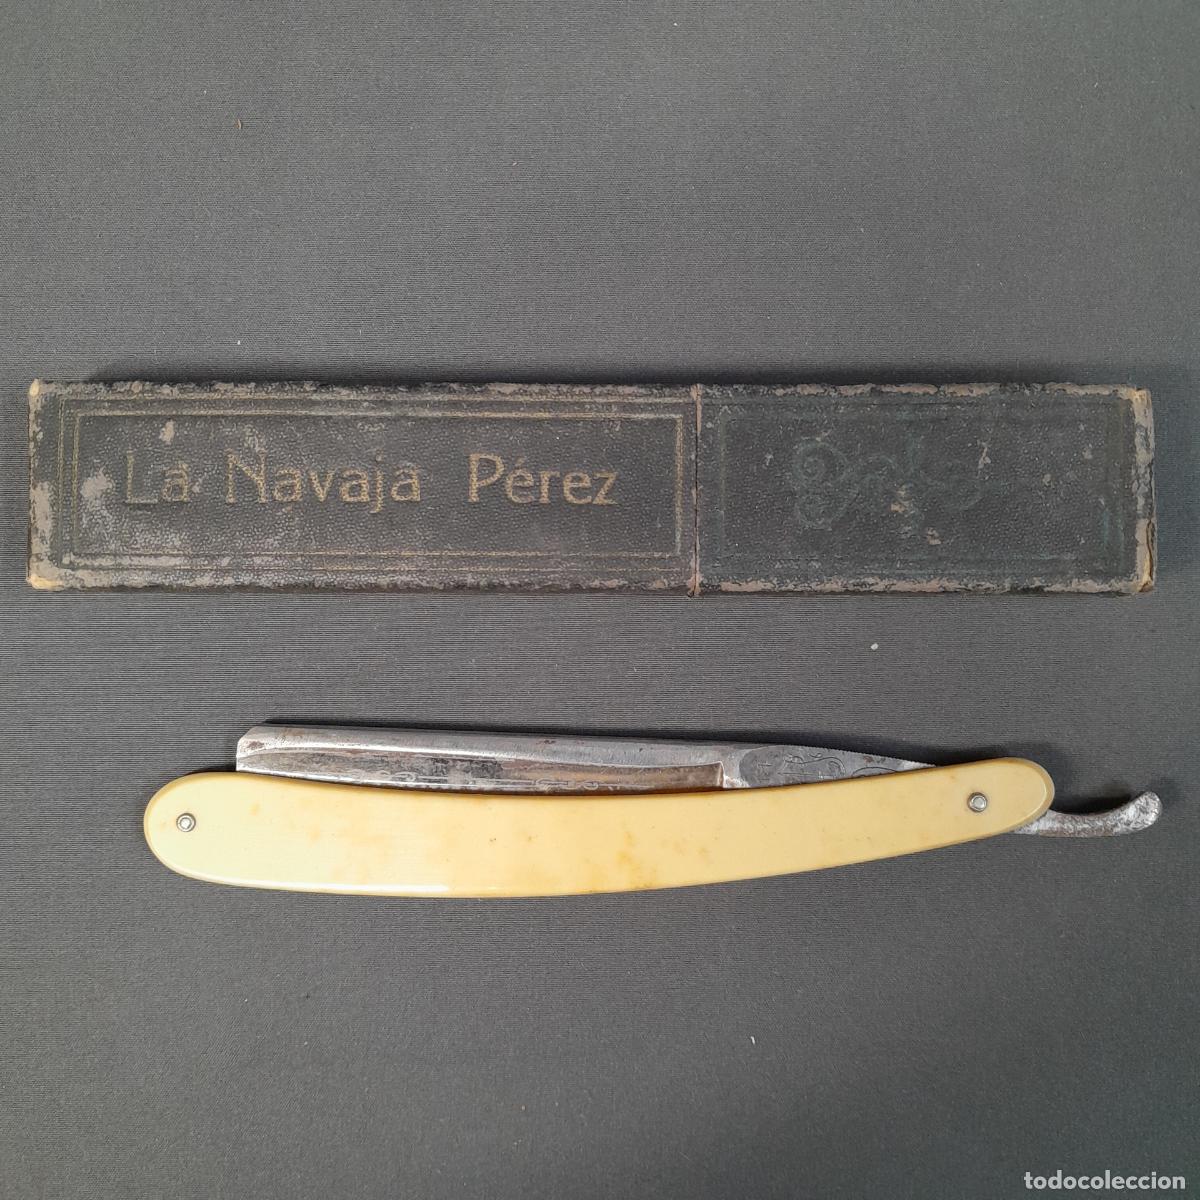 La Navaja Pérez
todocoleccion